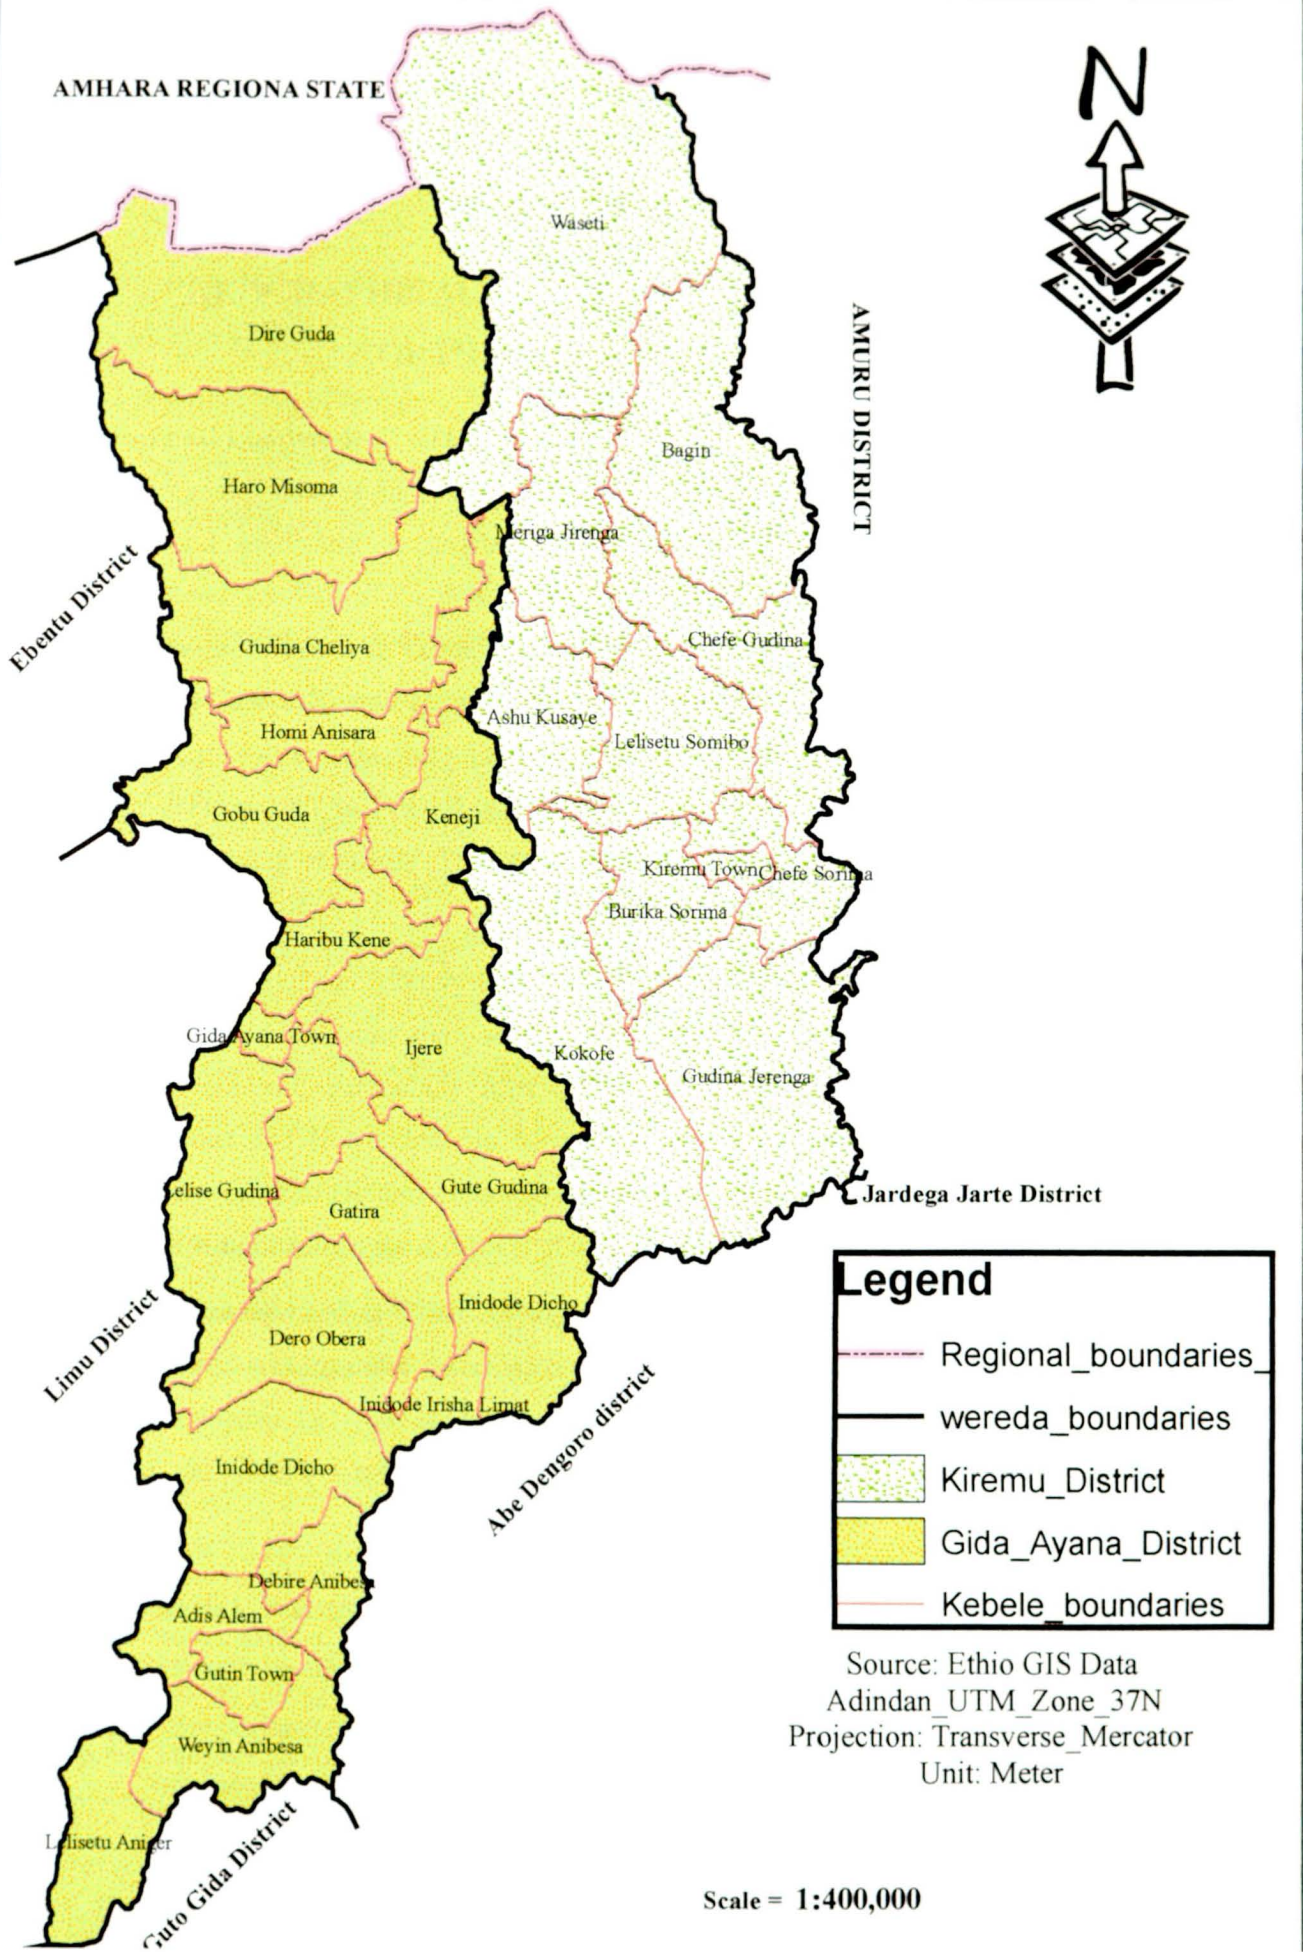 N
AMHARA REGIONA STATE
Waseti
Dire Guda
AMURU DISTRICT
Bagin
Haro Misoma
Meriga Jirenga
Ebentu District
Chefe Gudina
Gudina Cheliya
Ashu Kusaye
Homi Anisara
Lelisetu Somibo
Gobu Guda
Keneji
Kiremu Town
Chefe Sorima
Burika Sorima
Haribu Kene
Gida Ayana Town
Ijere
Kokofe
Gudina Jerenga
Lelise Gudina
Gute Gudina
Jardega Jarte District
Gatira
Limu District
Inidode Dicho
Dero Obera
Inidode Irisha Limat
Abe Dengoro district
Inidode Dicho
Debire Anibesa
Adis Alem
Gutin Town
Weyin Anibesa
Lelisetu Aniger
Guto Gida District
Legend
Regional_boundaries_
wereda_boundaries
Kiremu_District
Gida_Ayana_District
Kebele_boundaries
Source: Ethio GIS Data
Adindan_UTM_Zone_37N
Projection: Transverse_Mercator
Unit: Meter
Scale = 1:400,000